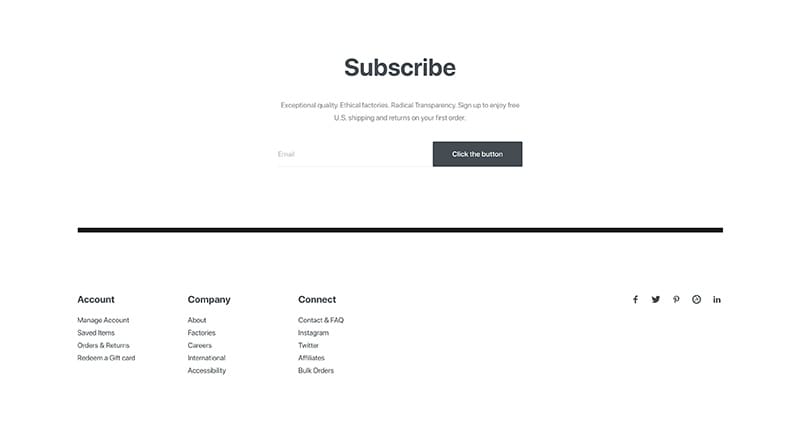 Subscribe
Exceptional quality. Ethical factories. Radical Transparency. Sign up to enjoy free
U.S. shipping and returns on your first order.
Email
Click the button
Account
Manage Account
Saved Items
Orders & Returns
Redeem a Gift card
Company
About
Factories
Careers
International
Accessibility
Connect
Contact & FAQ
Instagram
Twitter
Affiliates
Bulk Orders